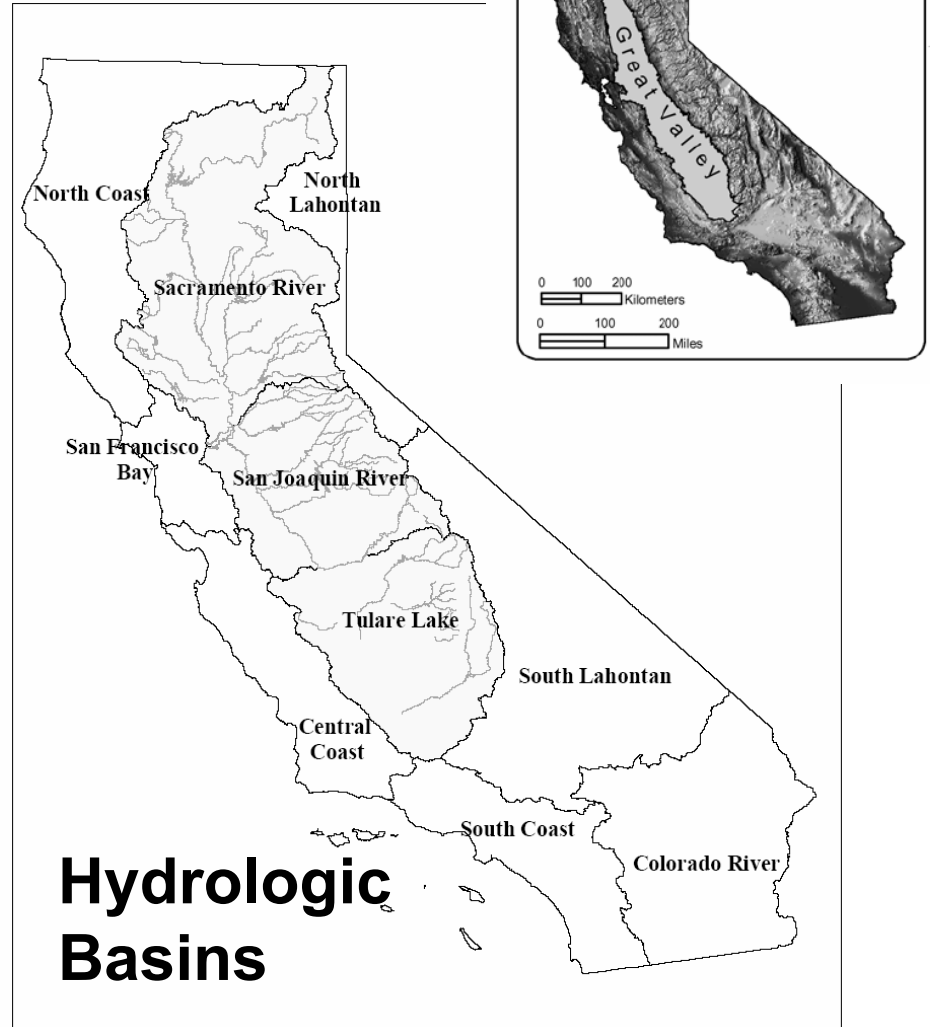 Great Valley
0 100 200
Kilometers
0 100 200
Miles
North Coast
North
Lahontan
Sacramento River
San Francisco
Bay
San Joaquin River
Tulare Lake
South Lahontan
Central
Coast
South Coast
Colorado River
Hydrologic
Basins